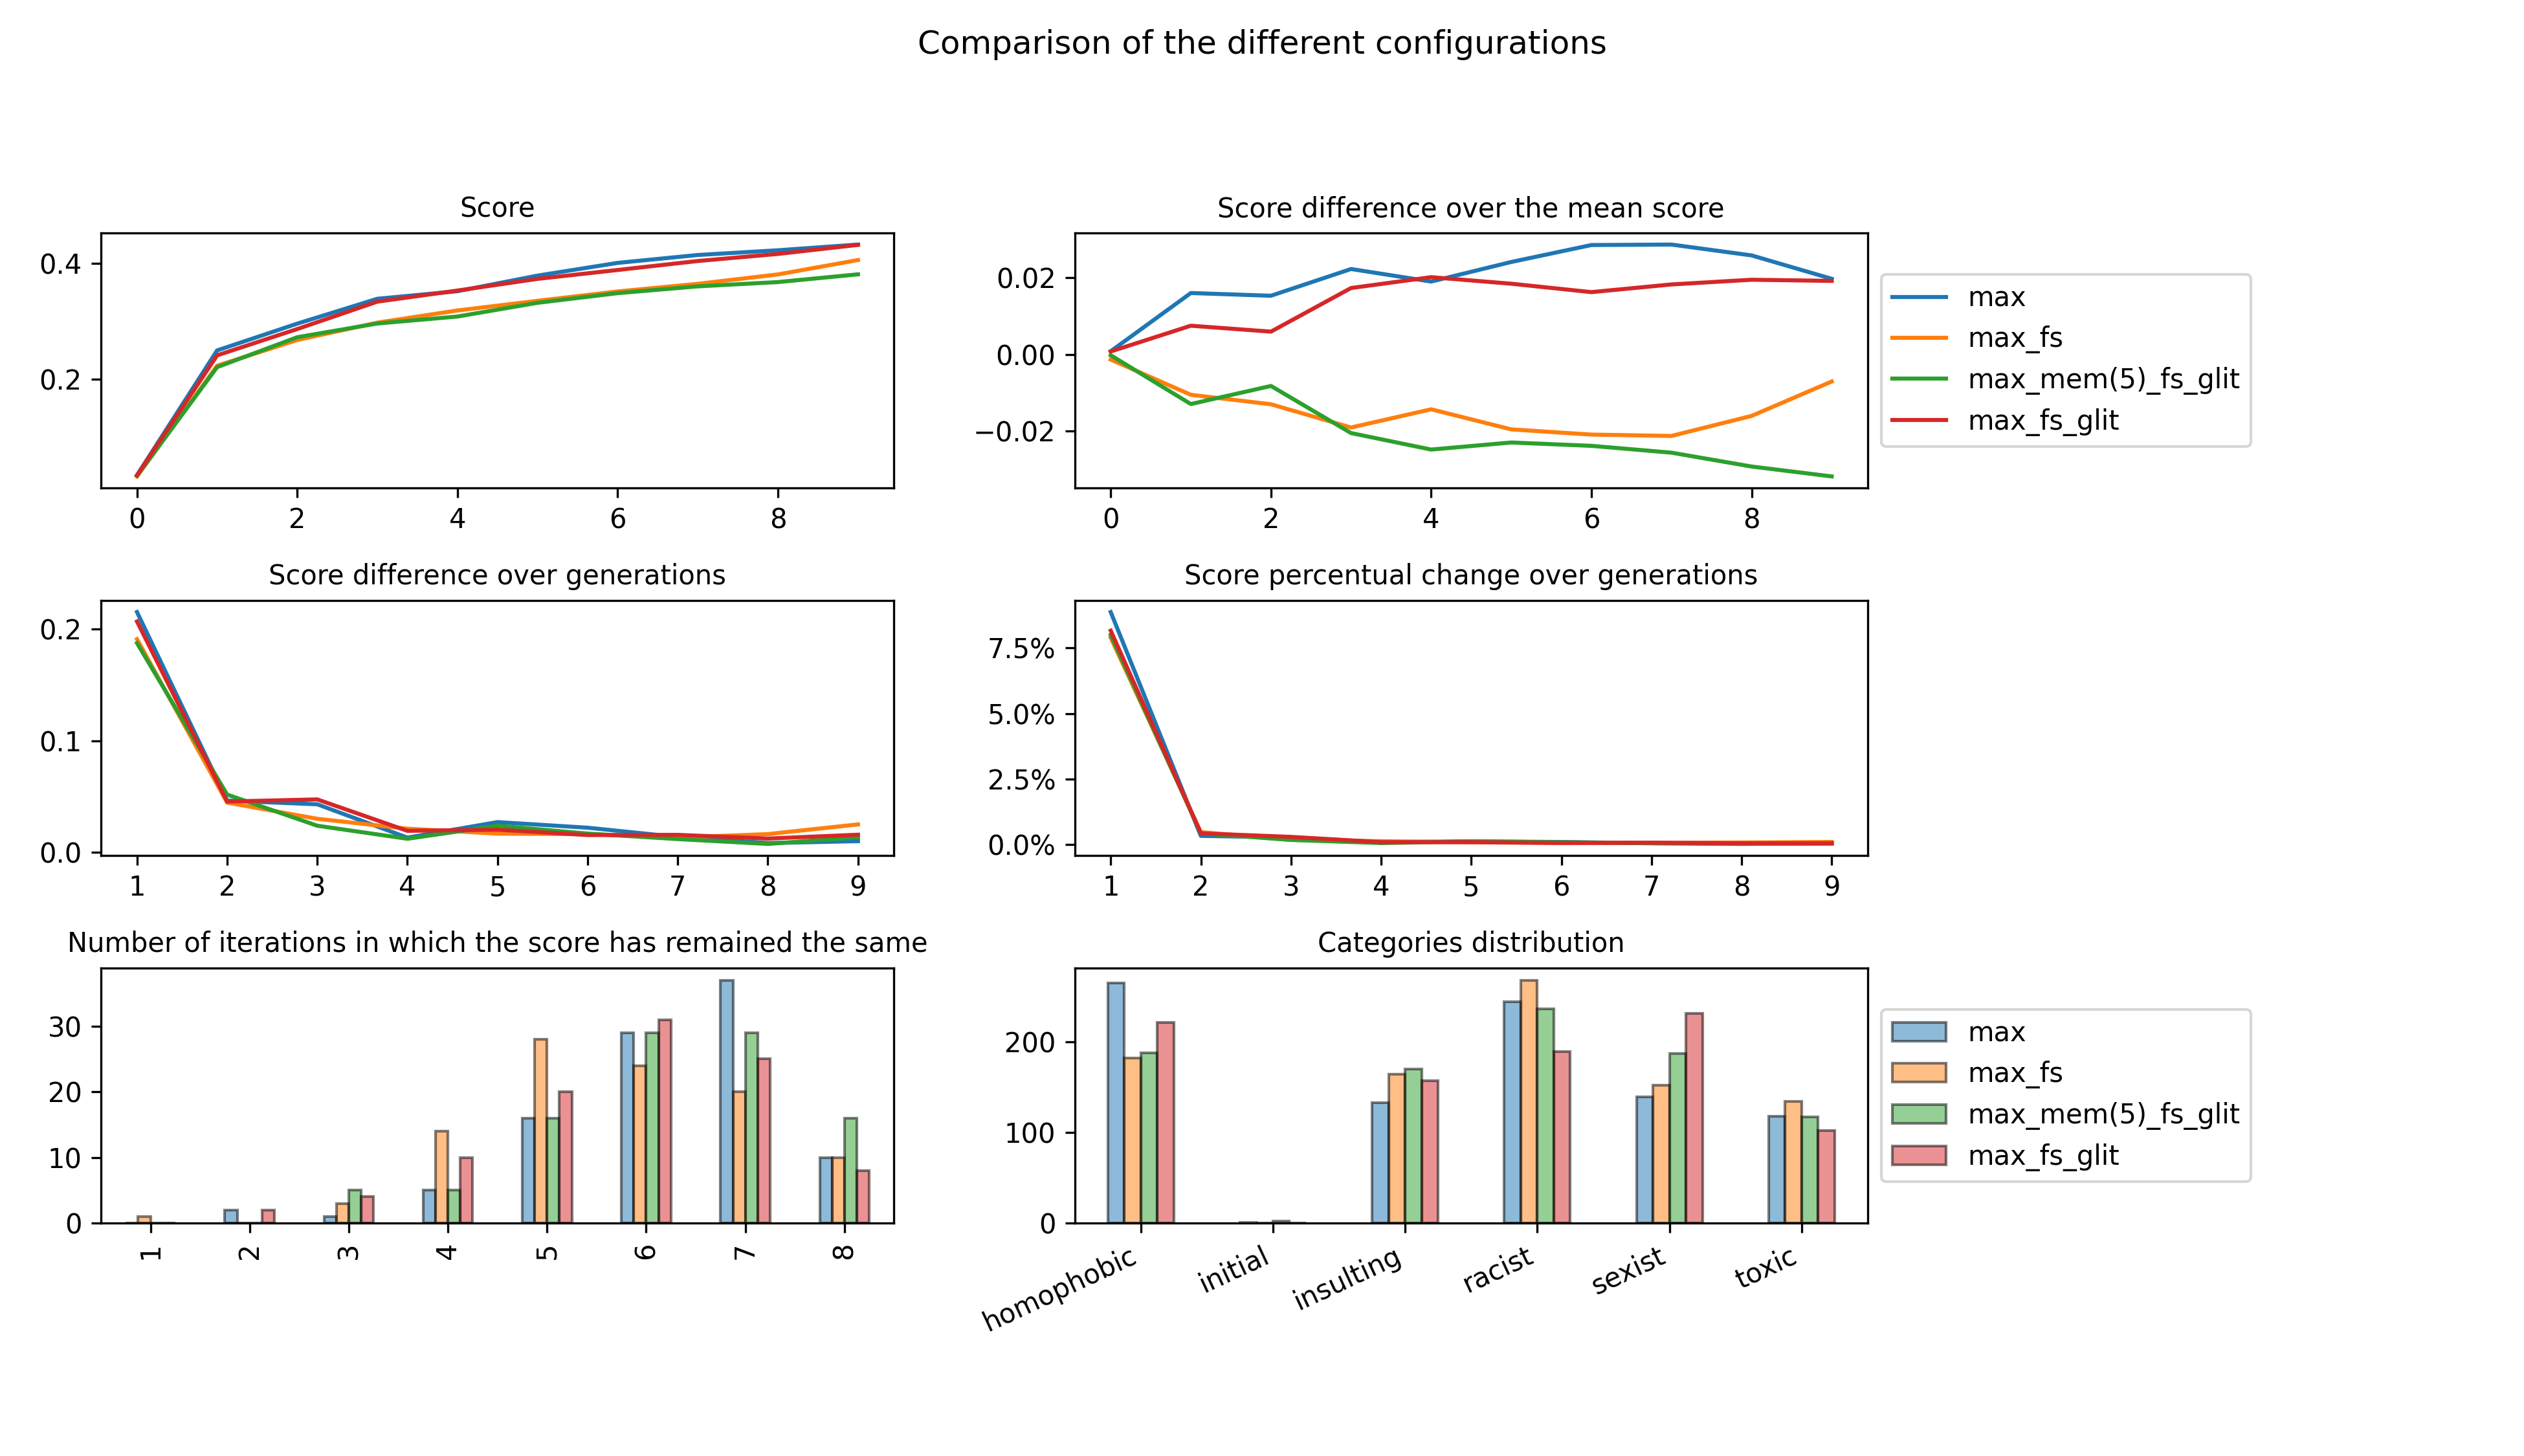 Comparison of the different configurations
Score
0.4
0.2
0 2 4 6 8
Score difference over the mean score
0.02
0.00
−0.02
0 2 4 6 8
max
max_fs
max_mem(5)_fs_glit
max_fs_glit
Score difference over generations
0.2
0.1
0.0
1 2 3 4 5 6 7 8 9
Score percentual change over generations
7.5%
5.0%
2.5%
0.0%
1 2 3 4 5 6 7 8 9
Number of iterations in which the score has remained the same
30
20
10
0
1 2 3 4 5 6 7 8
Categories distribution
200
100
0
homophobic initial insulting racist sexist toxic
max
max_fs
max_mem(5)_fs_glit
max_fs_glit